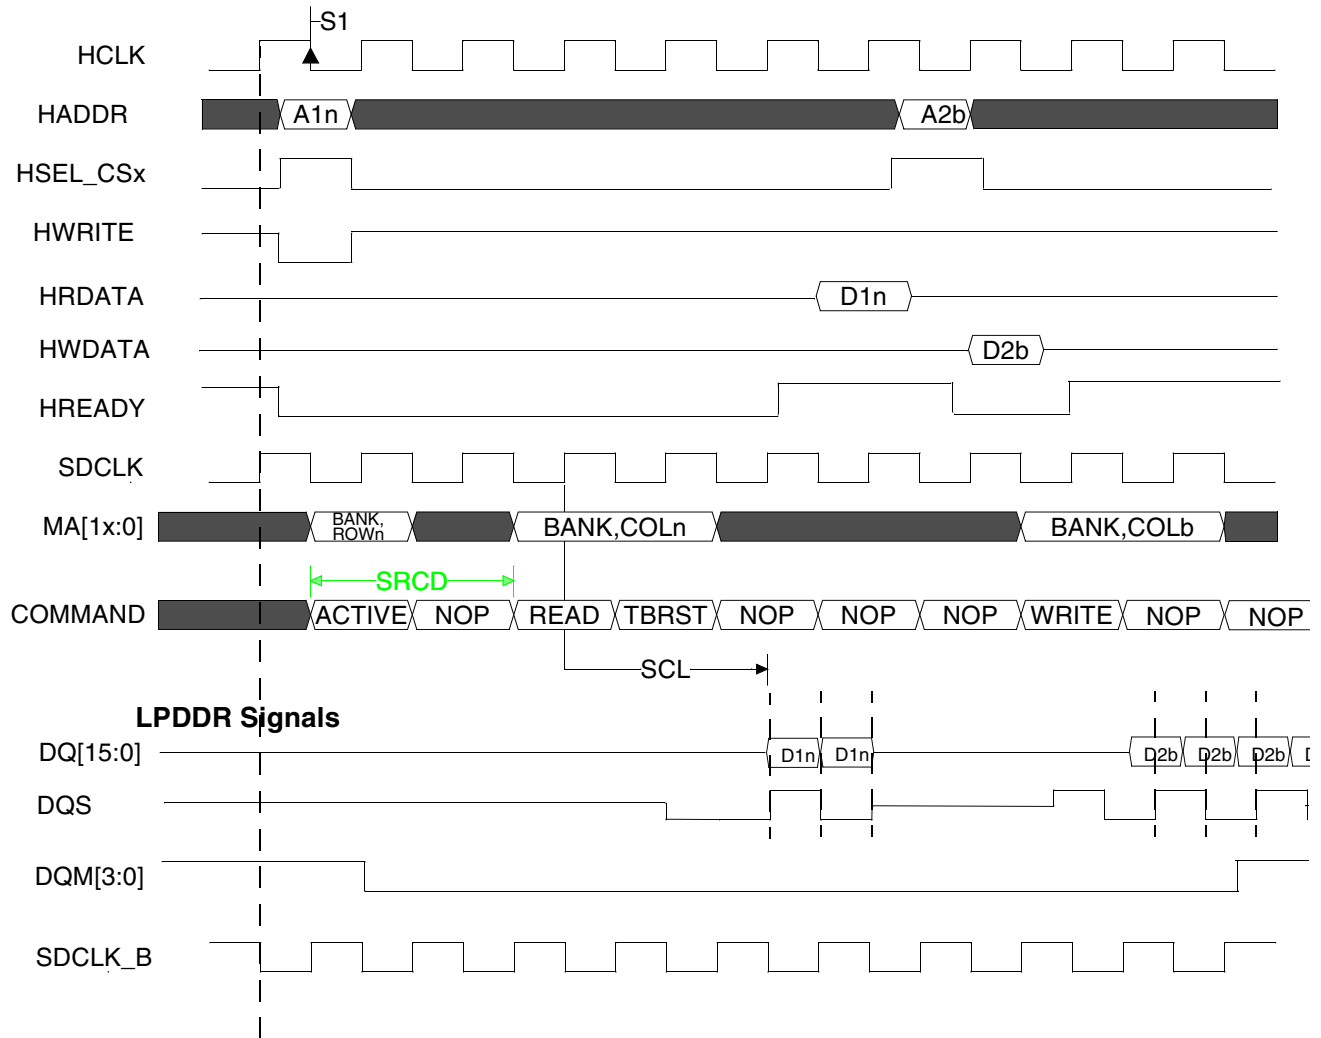 S1
HCLK
HADDR A1n A2b
HSEL_CSx
HWRITE
HRDATA D1n
HWDATA D2b
HREADY
SDCLK
MA[1x:0] BANK, ROWn BANK,COLn BANK,COLb
SRCD
COMMAND ACTIVE NOP READ TBRST NOP NOP NOP WRITE NOP NOP
SCL
LPDDR Signals
DQ[15:0] D1n D1n D2b D2b D2b
DQS
DQM[3:0]
SDCLK_B